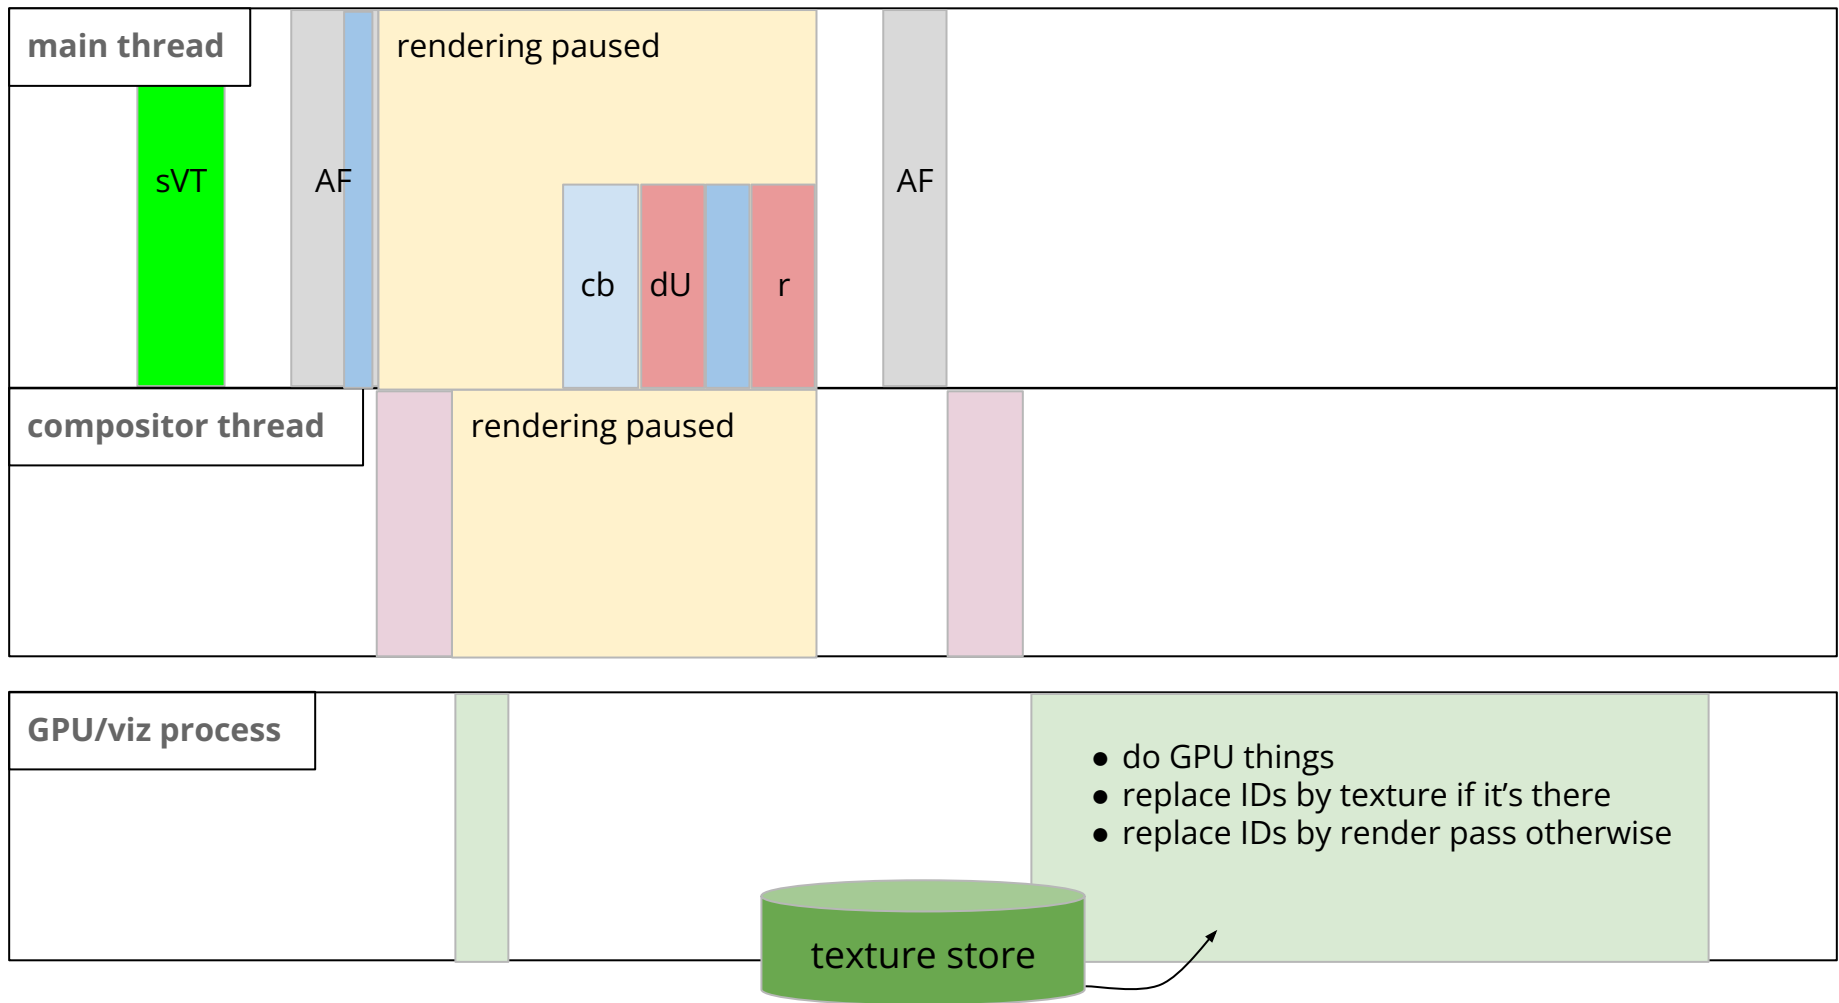 main thread
rendering paused
sVT
AF
AF
cb
dU
r
compositor thread
rendering paused
GPU/viz process
● do GPU things
● replace IDs by texture if it’s there
● replace IDs by render pass otherwise
texture store